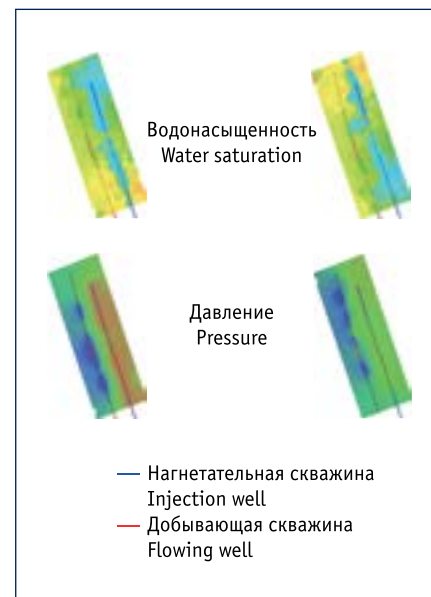 Водонасыщенность
Water saturation
Давление
Pressure
Нагнетательная скважина
Injection well
Добывающая скважина
Flowing well